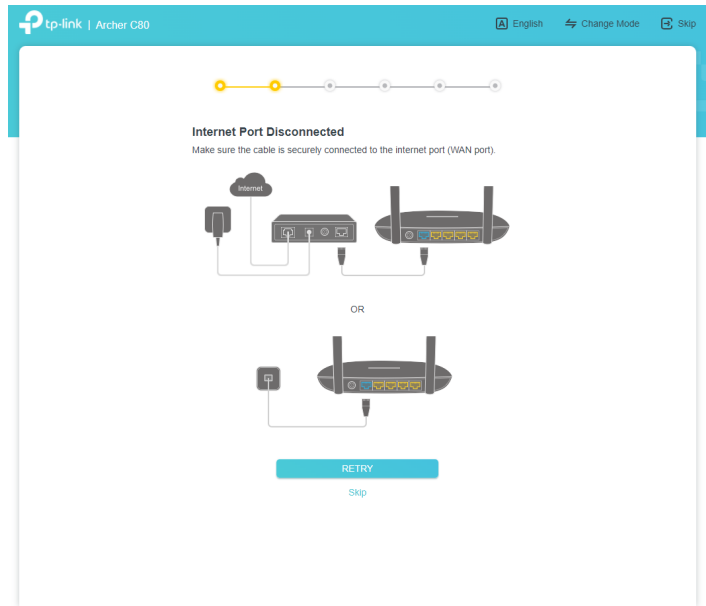 tp-link | Archer C80
English
Change Mode
Skip
Internet Port Disconnected
Make sure the cable is securely connected to the internet port (WAN port).
Internet
OR
RETRY
Skip